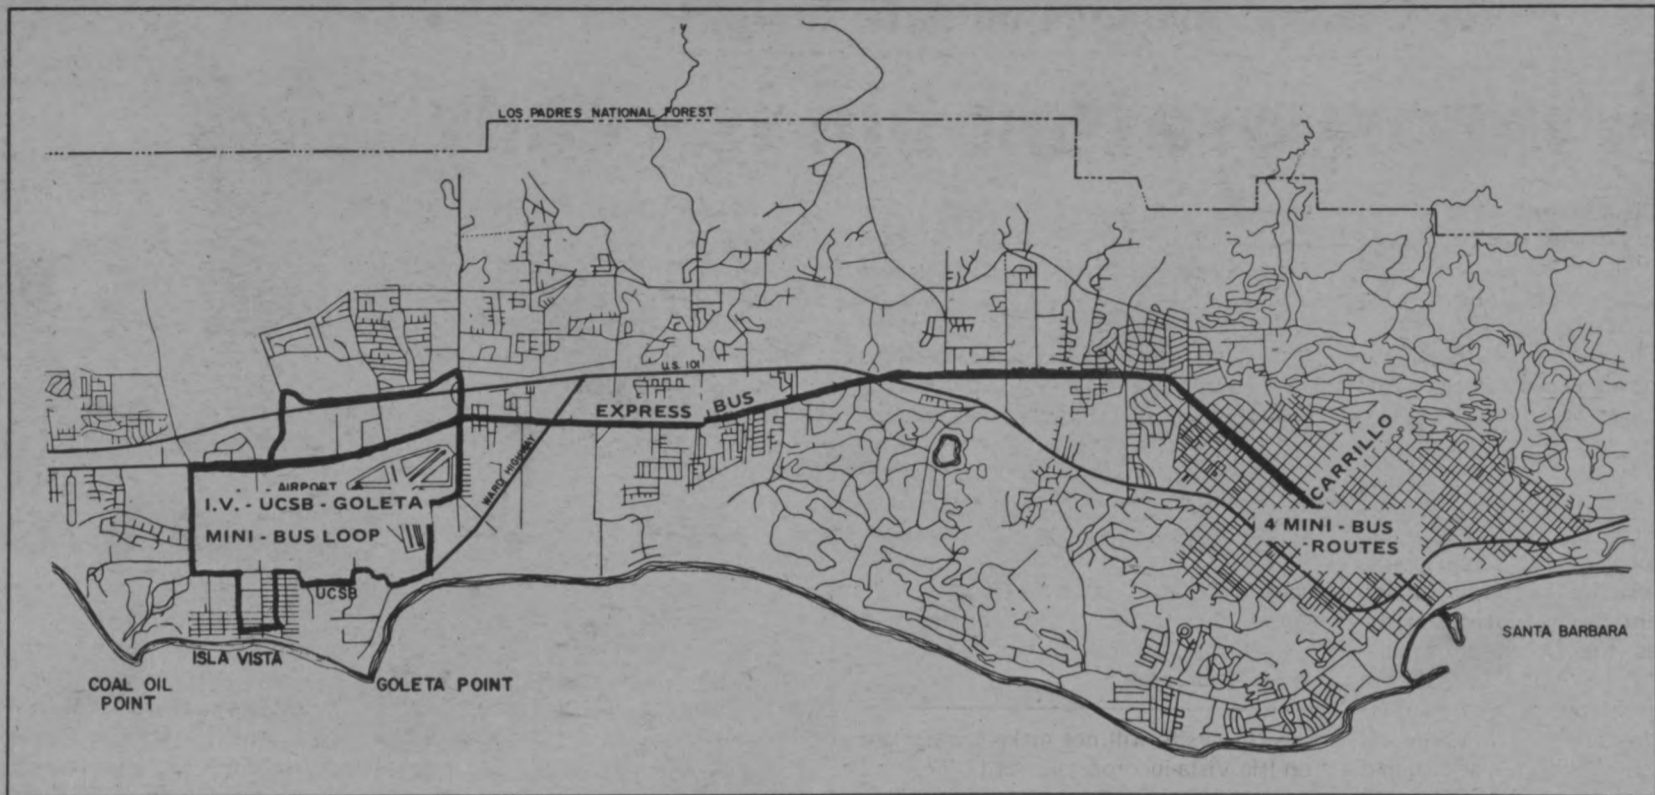 LOS PADRES NATIONAL FOREST
U.S. 101
EXPRESS BUS
WARD HIGHWAY
CARRILLO
AIRPORT
I.V. - UCSB - GOLETA
MINI - BUS LOOP
4 MINI - BUS
- ROUTES
UCSB
ISLA VISTA
SANTA BARBARA
COAL OIL
POINT
GOLETA POINT